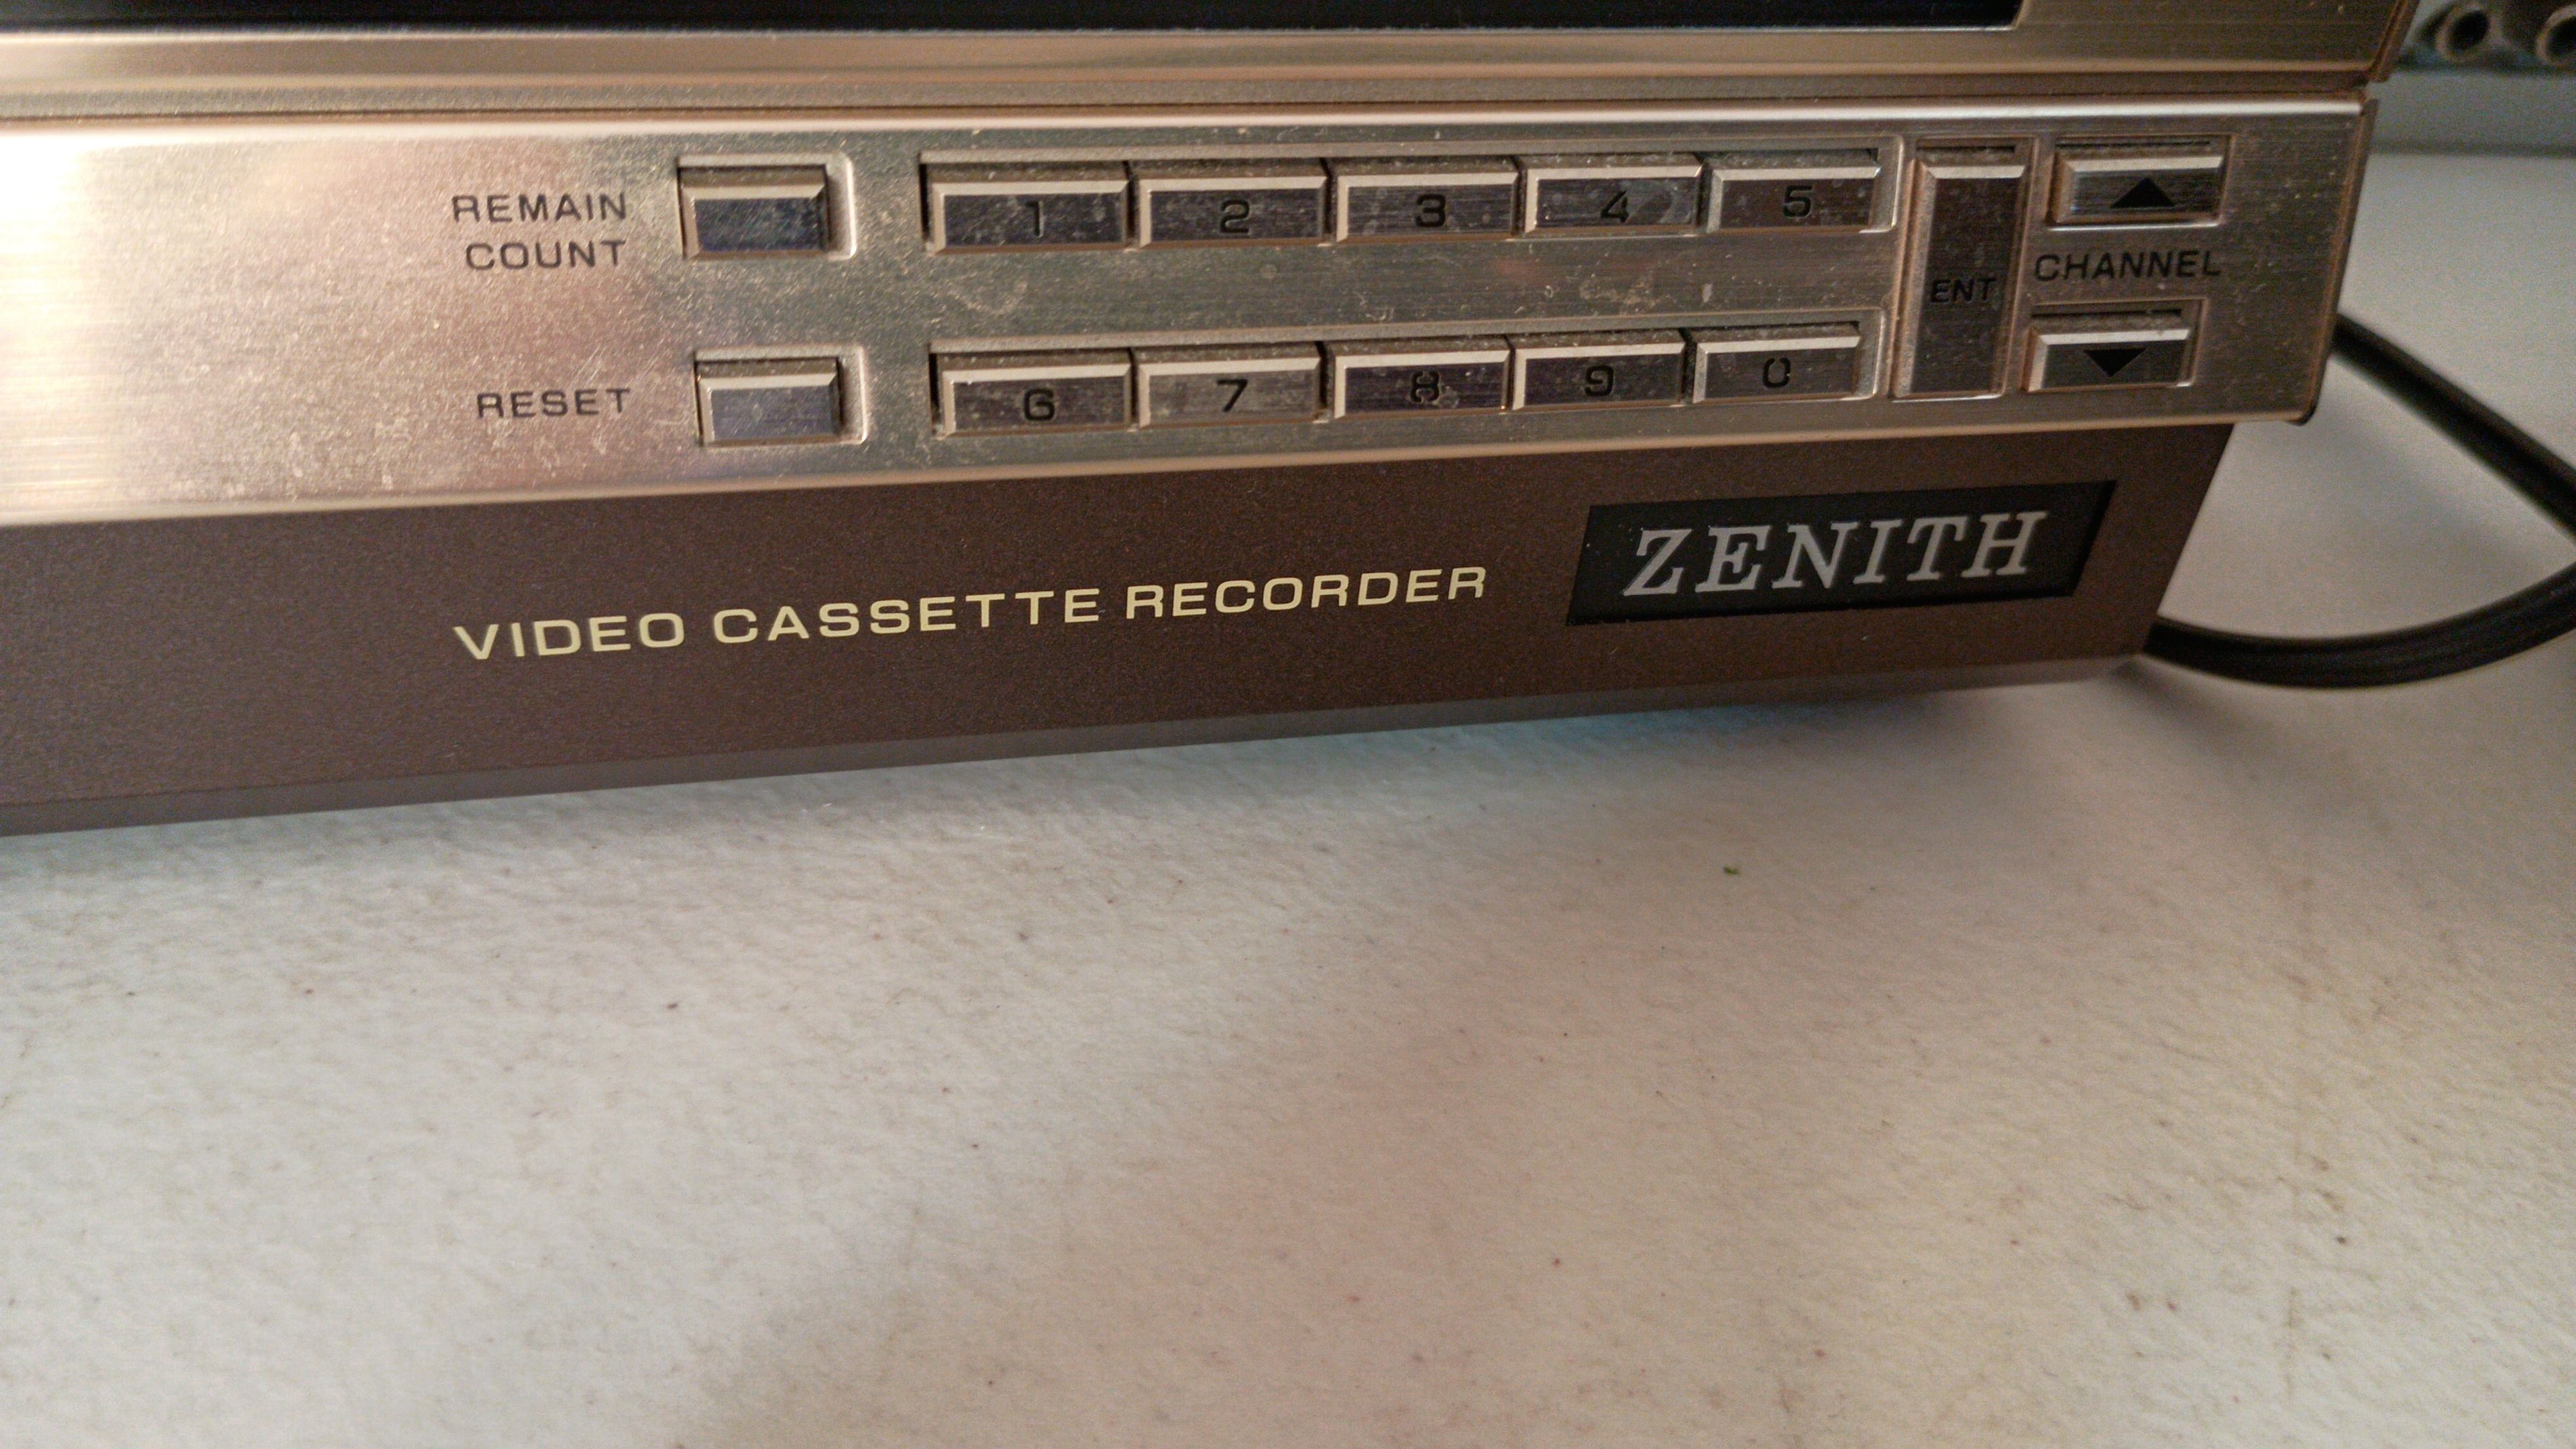 REMAIN
COUNT
1 2 3 4 5
ENT
CHANNEL
RESET
6 7 8 9 0
VIDEO CASSETTE RECORDER
ZENITH